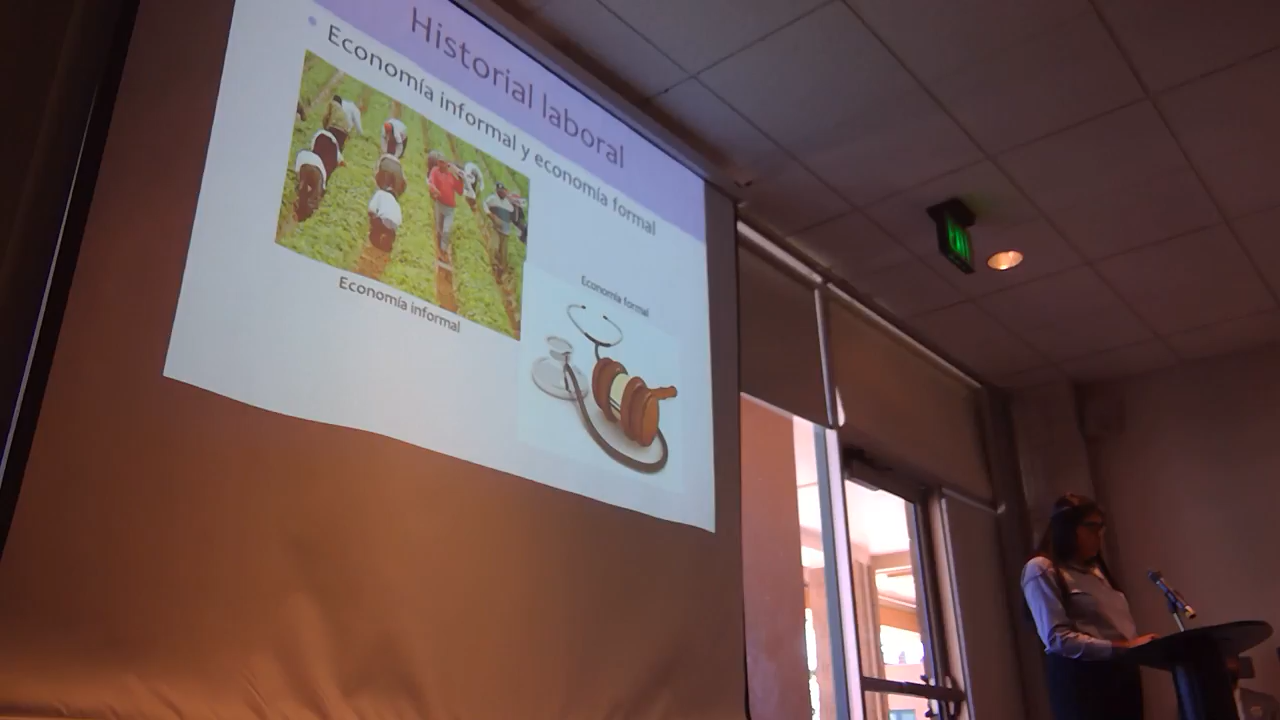 Historial laboral
Economía informal y economía formal
Economía informal
Economía formal